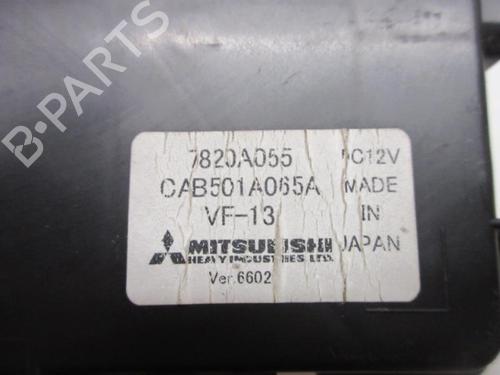 7820A055 DC12V
CAB501A065A MADE
VF-13 IN
MITSUBISHI JAPAN
HEAVY INDUSTRIES, LTD.
Ver.6602
B-PARTS